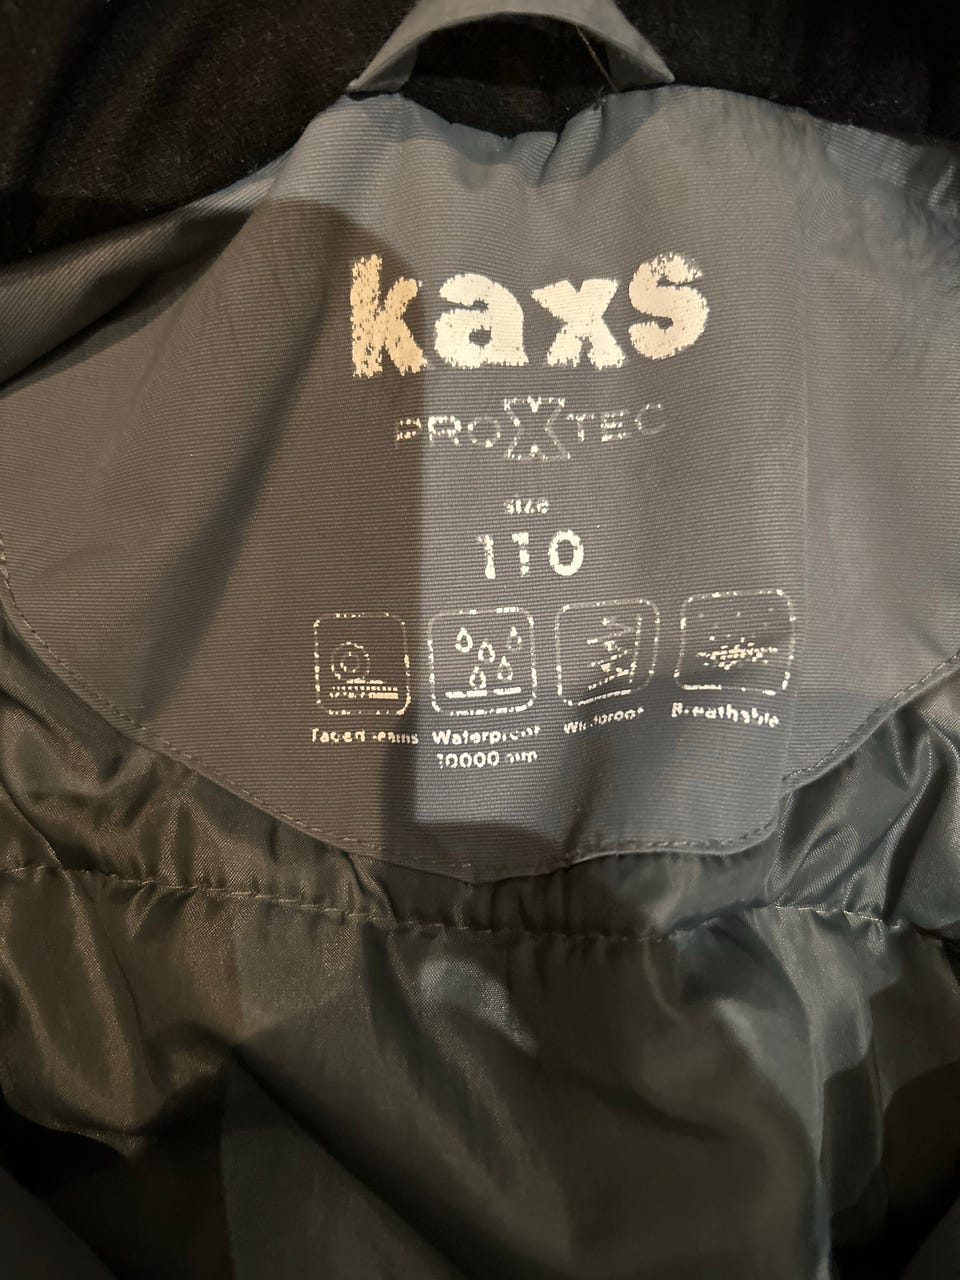 kaxs
PROXTEC
size
110
Taped seams Waterproof Windproof Breathable
10000 mm